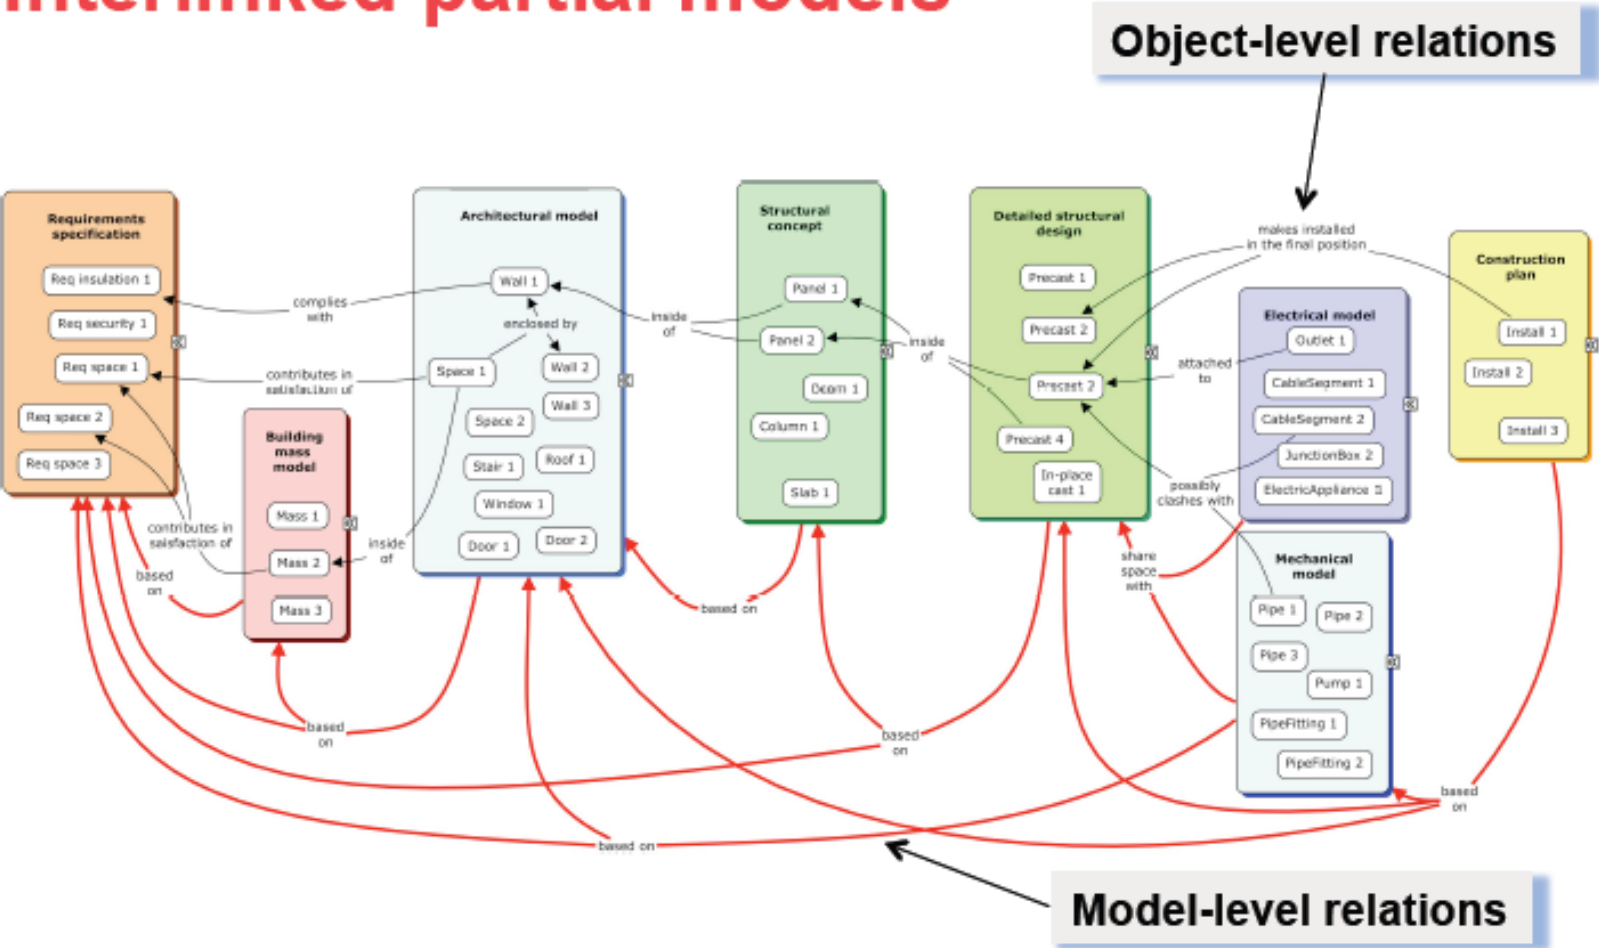 interlinked partial models
Object-level relations
Requirements
specification
Req insulation 1
Req security 1
Req space 1
Req space 2
Req space 3
complies
with
contributes in
satisfaction of
Building
mass
model
Mass 1
Mass 2
Mass 3
contributes in
saisfaction of
based
on
inside
of
Architectural model
Wall 1
enclosed by
Space 1
Wall 2
Wall 3
Space 2
Stair 1
Roof 1
Window 1
Door 1
Door 2
inside
of
Structural
concept
Panel 1
Panel 2
Column 1
Slab 1
inside
of
Detailed structural
design
Precast 1
Precast 2
Precast 2
Precast 4
In-place
cast 1
makes installed
in the final position
attached
to
possibly
clashes with
share
space
with
Electrical model
Outlet 1
CableSegment 1
CableSegment 2
JunctionBox 2
ElectricAppliance 1
Mechanical
model
Pipe 1
Pipe 2
Pipe 3
Pump 1
PipeFitting 1
PipeFitting 2
Construction
plan
Install 1
Install 2
Install 3
based on
based
on
based
on
based on
based
on
Model-level relations